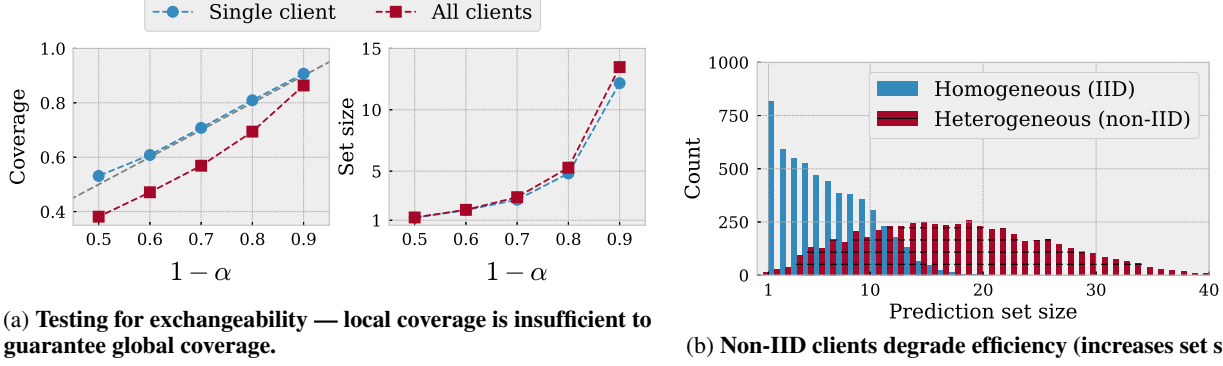 Single client
All clients
1.0
0.8
0.6
0.4
Coverage
0.5 0.6 0.7 0.8 0.9
1 − α
15
10
5
1
Set size
0.5 0.6 0.7 0.8 0.9
1 − α
(a) Testing for exchangeability — local coverage is insufficient to
guarantee global coverage.
1000
750
500
250
0
Count
Homogeneous (IID)
Heterogeneous (non-IID)
1 10 20 30 40
Prediction set size
(b) Non-IID clients degrade efficiency (increases set s